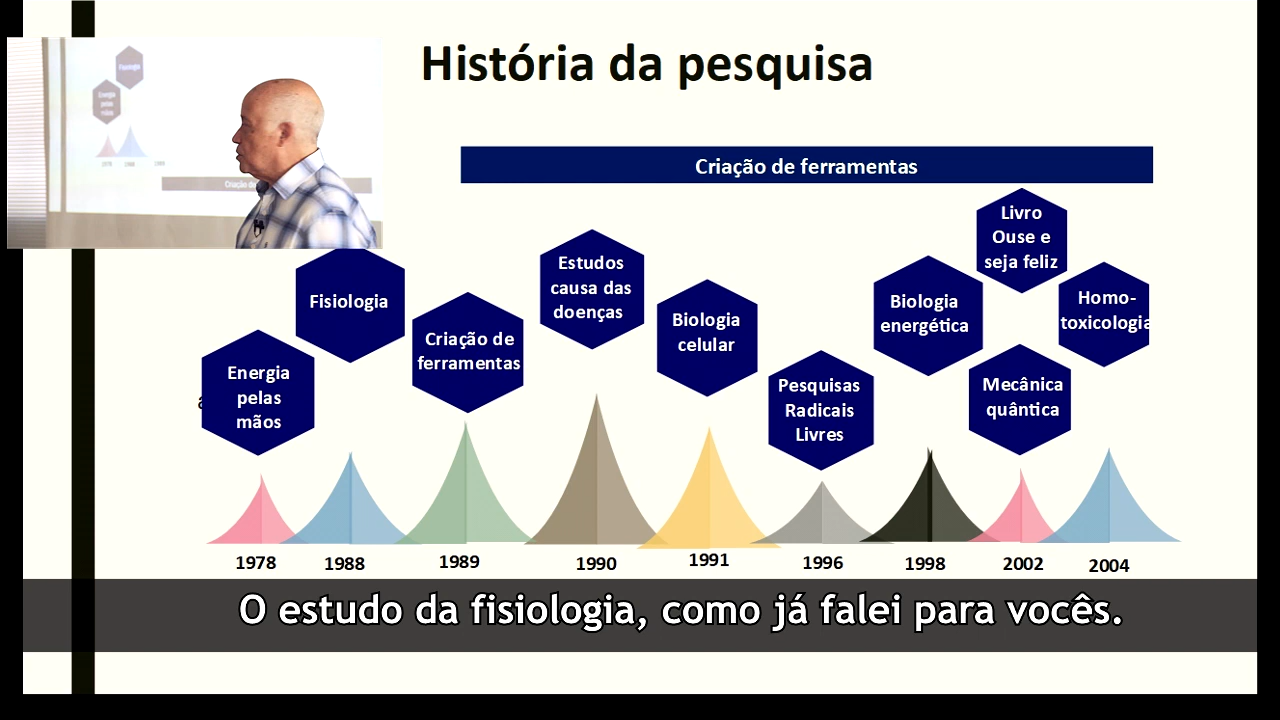 História da pesquisa
Criação de ferramentas
Energia
pelas
mãos
Fisiologia
Criação de
ferramentas
Estudos
causa das
doenças
Biologia
celular
Pesquisas
Radicais
Livres
Biologia
energética
Livro
Ouse e
seja feliz
Mecânica
quântica
Homo-
toxicologia
1978
1988
1989
1990
1991
1996
1998
2002
2004
O estudo da fisiologia, como já falei para vocês.